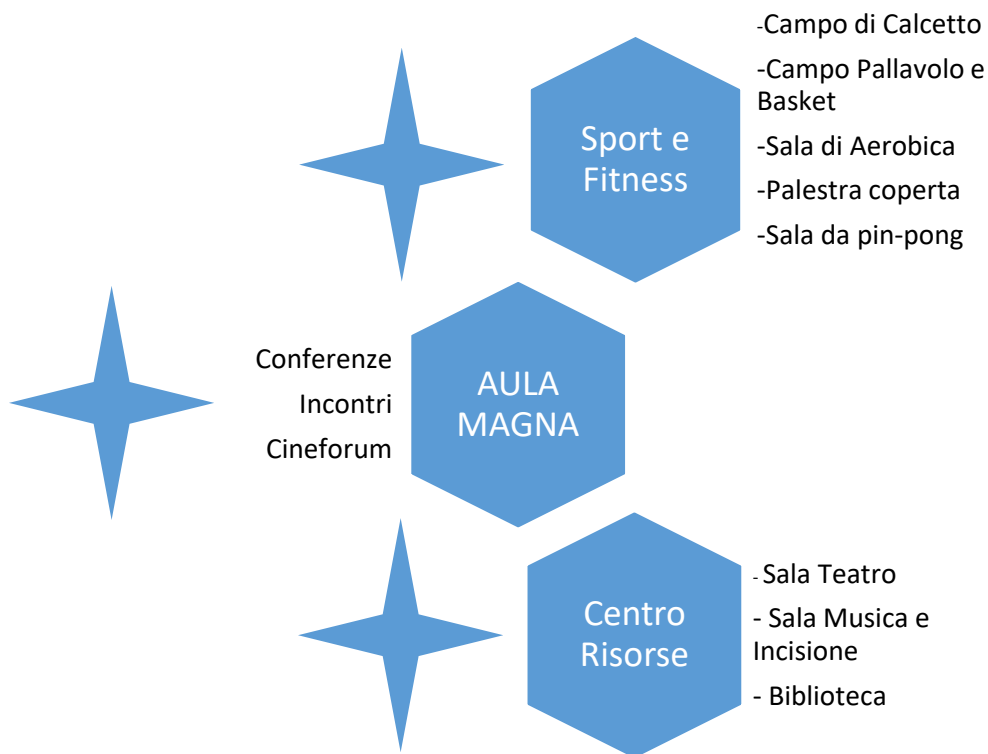 Sport e
Fitness
-Campo di Calcetto
-Campo Pallavolo e
Basket
-Sala di Aerobica
-Palestra coperta
-Sala da pin-pong
Conferenze
Incontri
Cineforum
AULA
MAGNA
Centro
Risorse
- Sala Teatro
- Sala Musica e
Incisione
- Biblioteca